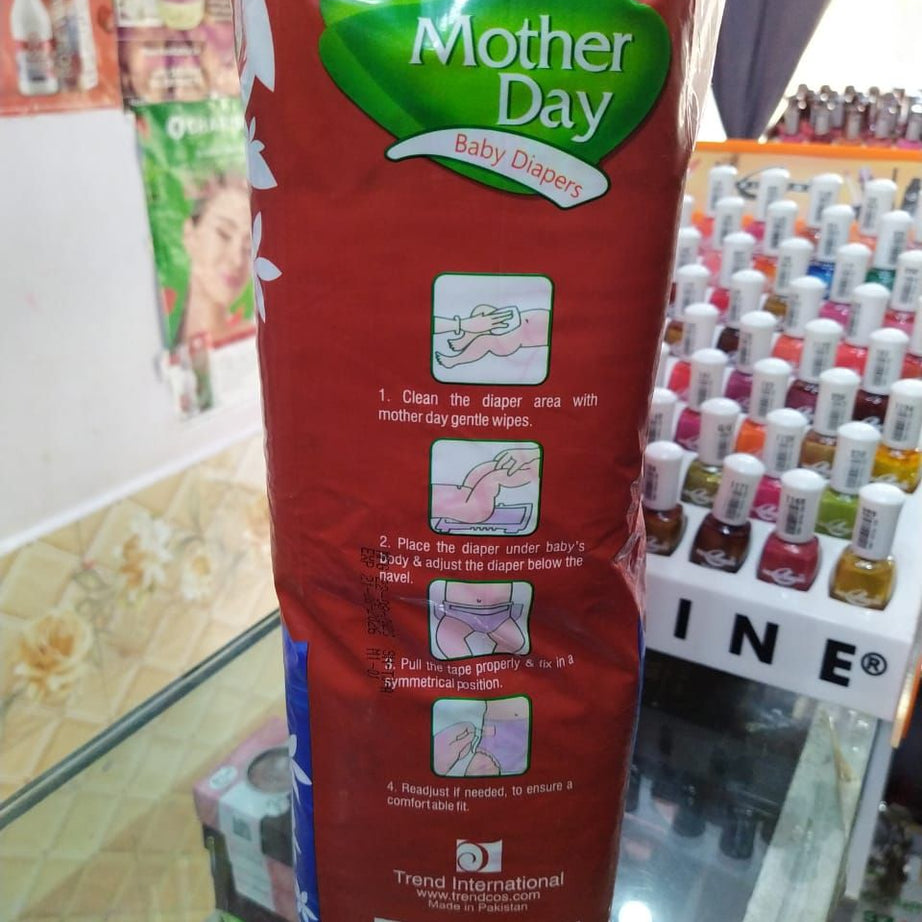 Mother
Day
Baby Diapers
1. Clean the diaper area with
mother day gentle wipes.
2. Place the diaper under baby's
body & adjust the diaper below the
navel.
3. Pull the tape properly & fix in a
symmetrical position.
4. Readjust if needed, to ensure a
comfortable fit.
Trend International
www.trendcos.com
Made in Pakistan
INE®